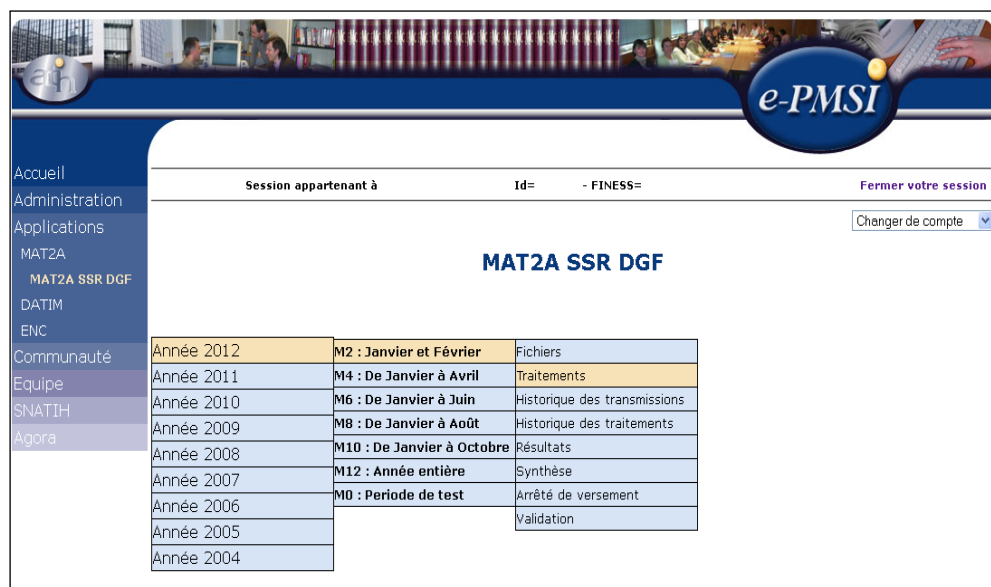 atih
e-PMSI
Accueil
Administration
Applications
MAT2A
MAT2A SSR DGF
DATIM
ENC
Communauté
Equipe
SNATIH
Agora
Session appartenant à Id= - FINESS= Fermer votre session
Changer de compte
MAT2A SSR DGF
Année 2012
Année 2011
Année 2010
Année 2009
Année 2008
Année 2007
Année 2006
Année 2005
Année 2004
M2 : Janvier et Février
M4 : De Janvier à Avril
M6 : De Janvier à Juin
M8 : De Janvier à Août
M10 : De Janvier à Octobre
M12 : Année entière
M0 : Periode de test
Fichiers
Traitements
Historique des transmissions
Historique des traitements
Résultats
Synthèse
Arrêté de versement
Validation